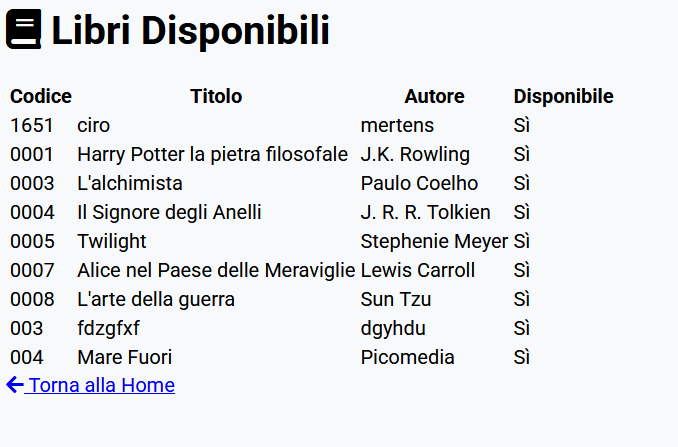 Libri Disponibili
Codice Titolo Autore Disponibile
1651 ciro mertens Sì
0001 Harry Potter la pietra filosofale J.K. Rowling Sì
0003 L'alchimista Paulo Coelho Sì
0004 Il Signore degli Anelli J. R. R. Tolkien Sì
0005 Twilight Stephenie Meyer Sì
0007 Alice nel Paese delle Meraviglie Lewis Carroll Sì
0008 L'arte della guerra Sun Tzu Sì
003 fdzgfxf dgyhdu Sì
004 Mare Fuori Picomedia Sì
Torna alla Home